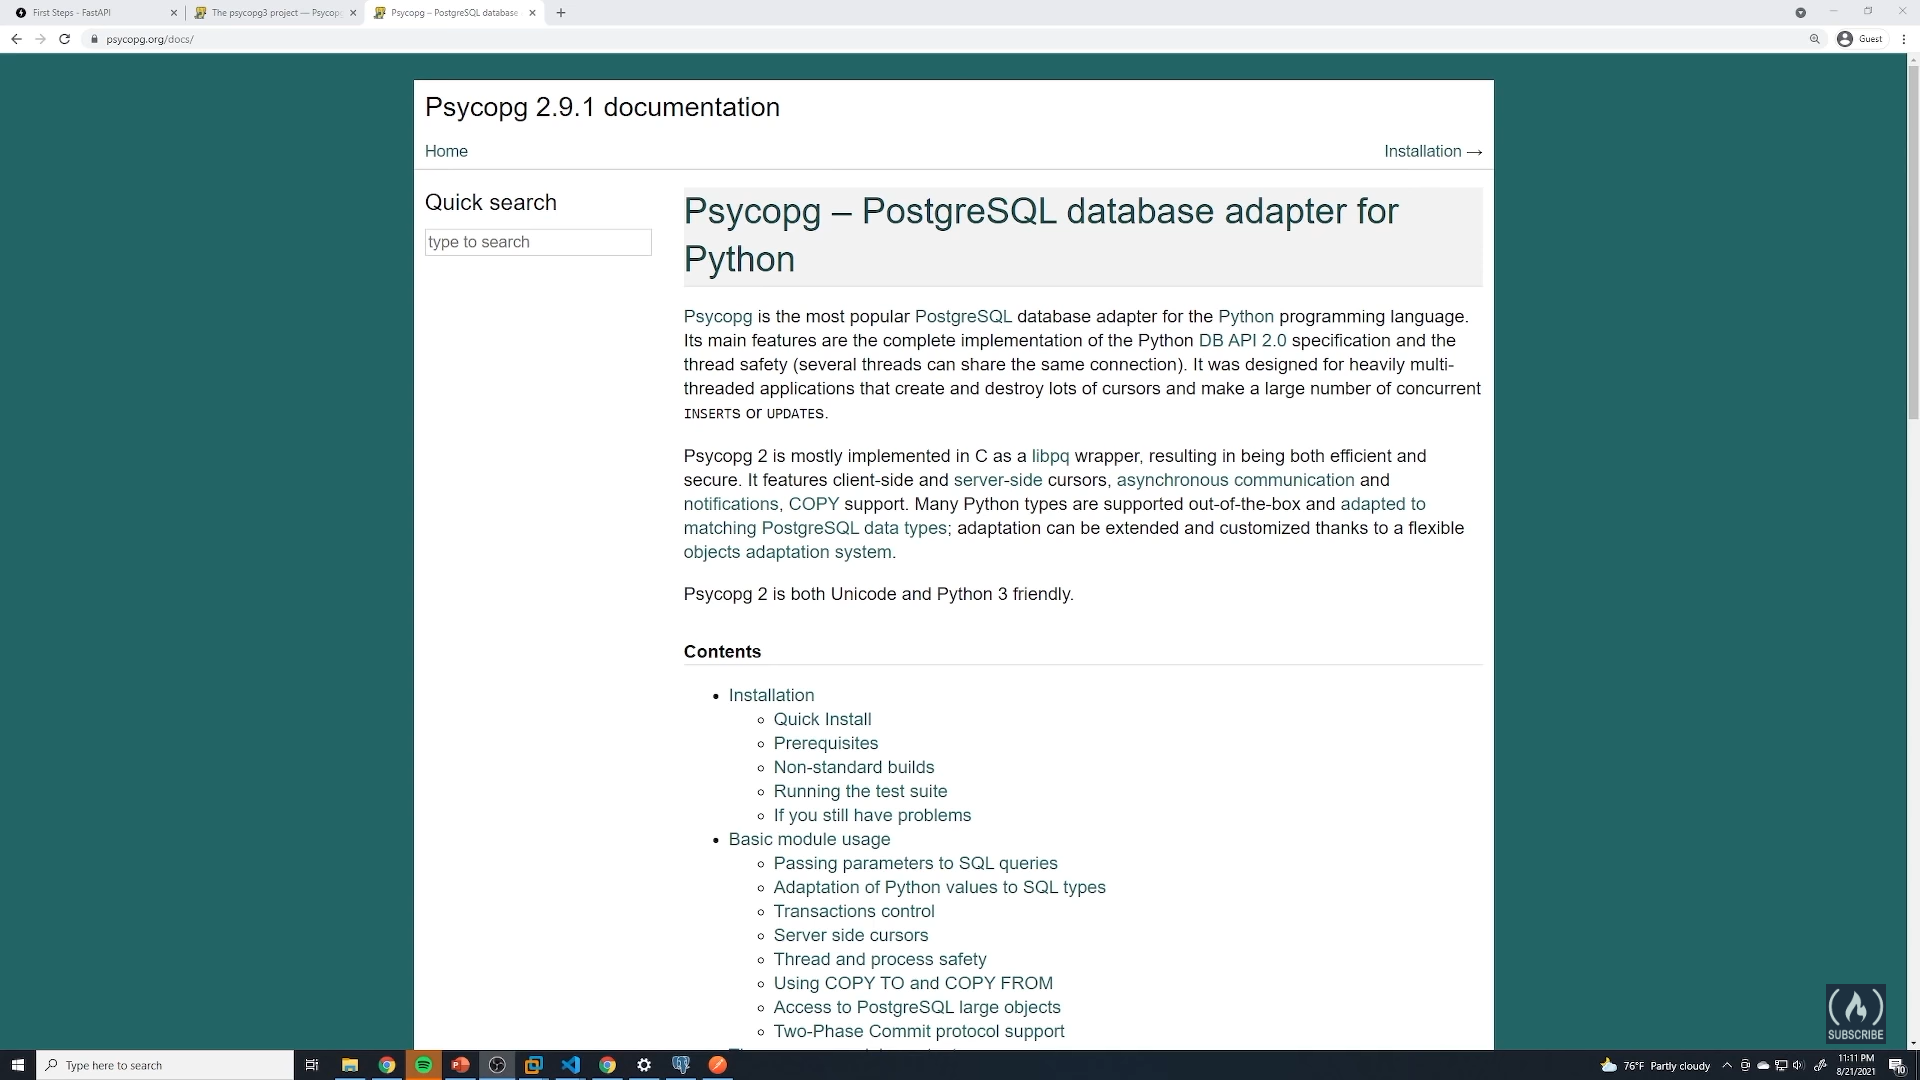 First Steps - FastAPI
The psycopg3 project — Psycopg
Psycopg – PostgreSQL database
psycopg.org/docs/
Guest
Psycopg 2.9.1 documentation
Home
Installation →
Quick search
type to search
Psycopg – PostgreSQL database adapter for
Python
Psycopg is the most popular PostgreSQL database adapter for the Python programming language.
Its main features are the complete implementation of the Python DB API 2.0 specification and the
thread safety (several threads can share the same connection). It was designed for heavily multi-
threaded applications that create and destroy lots of cursors and make a large number of concurrent
INSERTS or UPDATES.
Psycopg 2 is mostly implemented in C as a libpq wrapper, resulting in being both efficient and
secure. It features client-side and server-side cursors, asynchronous communication and
notifications, COPY support. Many Python types are supported out-of-the-box and adapted to
matching PostgreSQL data types; adaptation can be extended and customized thanks to a flexible
objects adaptation system.
Psycopg 2 is both Unicode and Python 3 friendly.
Contents
Installation
Quick Install
Prerequisites
Non-standard builds
Running the test suite
If you still have problems
Basic module usage
Passing parameters to SQL queries
Adaptation of Python values to SQL types
Transactions control
Server side cursors
Thread and process safety
Using COPY TO and COPY FROM
Access to PostgreSQL large objects
Two-Phase Commit protocol support
SUBSCRIBE
Type here to search
76°F Partly cloudy
11:11 PM
8/21/2021
10